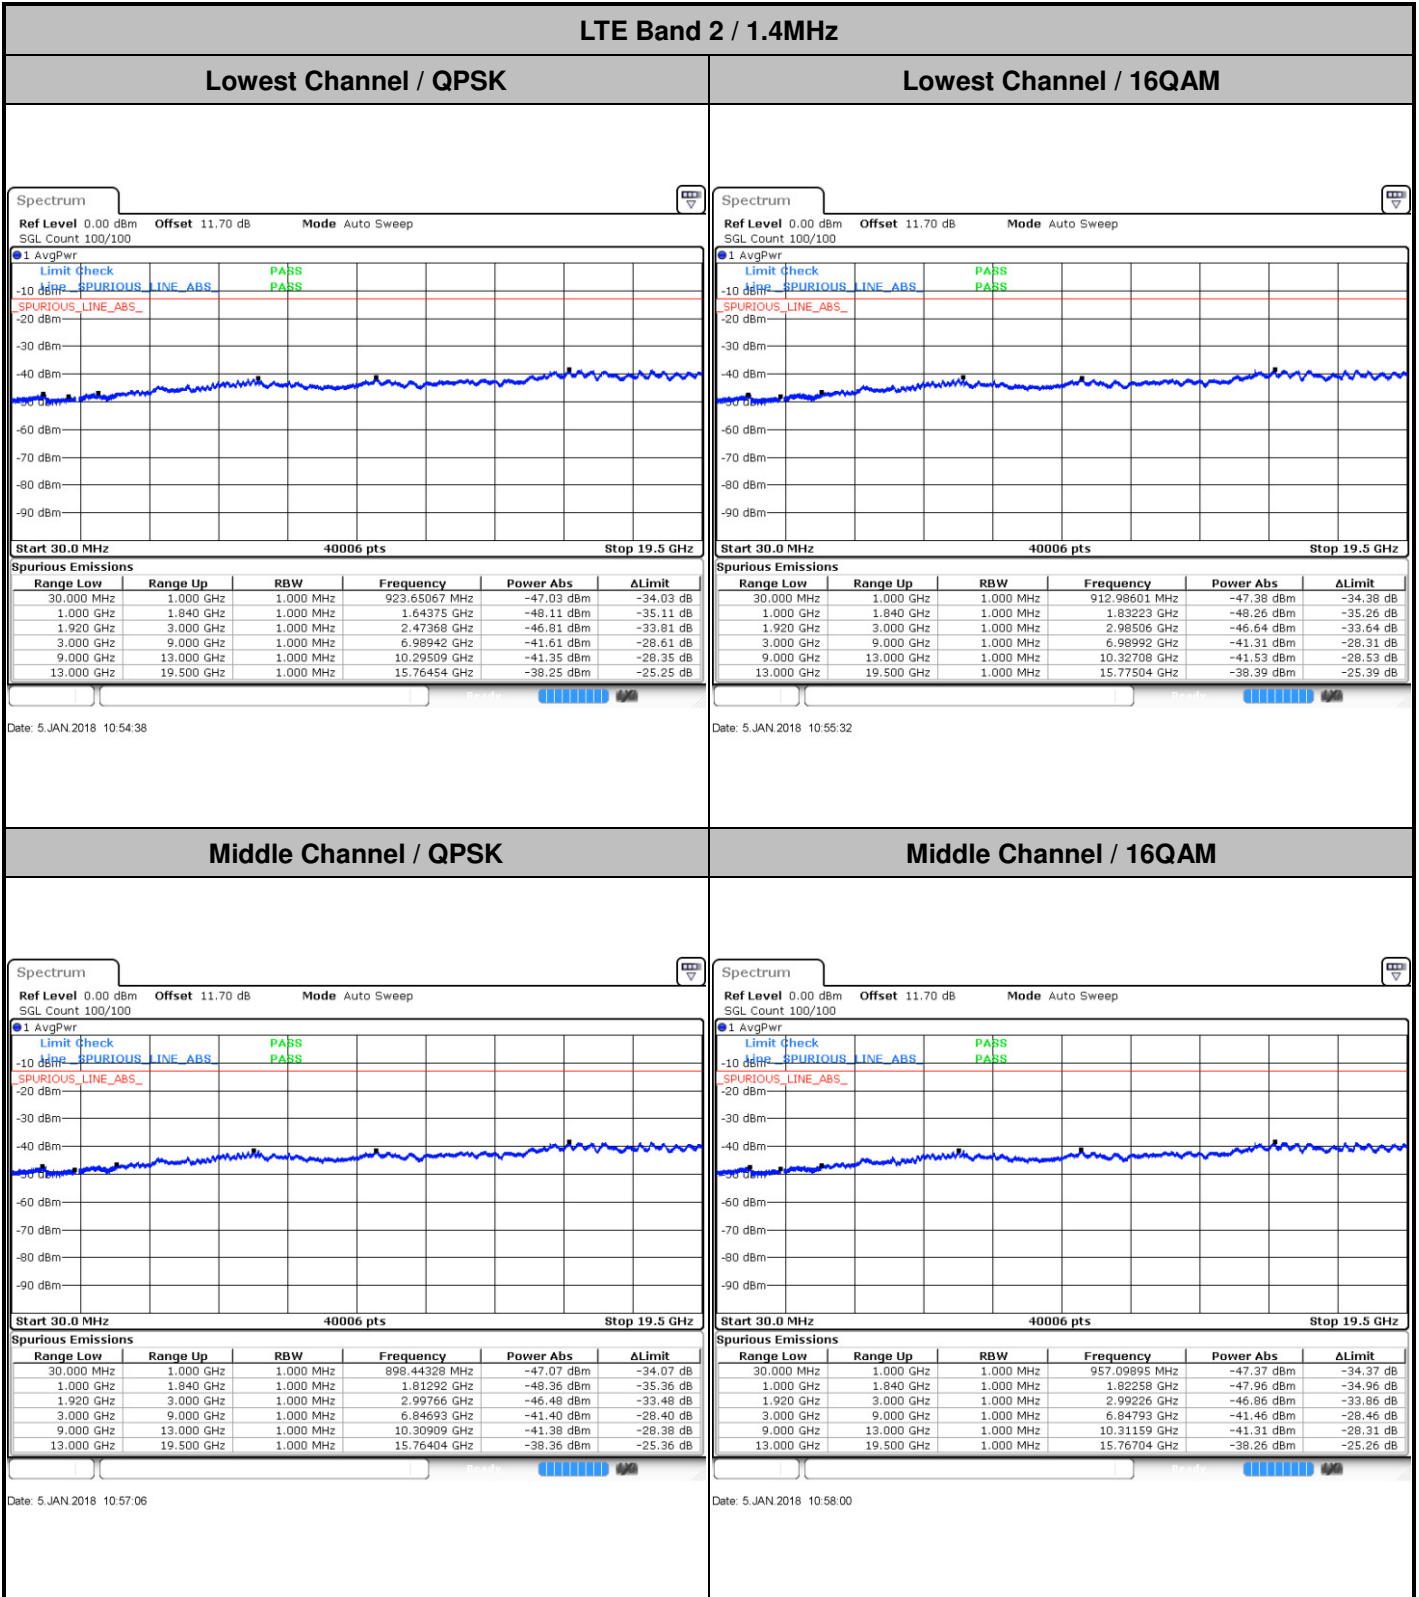 LTE Band 2 / 1.4MHz
Lowest Channel / QPSK
Lowest Channel / 16QAM
Spectrum
Ref Level 0.00 dBm Offset 11.70 dB Mode Auto Sweep
SGL Count 100/100
1 AvgPwr
Limit Check PASS
Line _SPURIOUS_LINE_ABS_ PASS
-10 dBm
_SPURIOUS_LINE_ABS_
-20 dBm
-30 dBm
-40 dBm
-50 dBm
-60 dBm
-70 dBm
-80 dBm
-90 dBm
Start 30.0 MHz 40006 pts Stop 19.5 GHz
Spurious Emissions
Range Low Range Up RBW Frequency Power Abs ΔLimit
30.000 MHz 1.000 GHz 1.000 MHz 923.65067 MHz -47.03 dBm -34.03 dB
1.000 GHz 1.840 GHz 1.000 MHz 1.64375 GHz -48.11 dBm -35.11 dB
1.920 GHz 3.000 GHz 1.000 MHz 2.47368 GHz -46.81 dBm -33.81 dB
3.000 GHz 9.000 GHz 1.000 MHz 6.98942 GHz -41.61 dBm -28.61 dB
9.000 GHz 13.000 GHz 1.000 MHz 10.29509 GHz -41.35 dBm -28.35 dB
13.000 GHz 19.500 GHz 1.000 MHz 15.76454 GHz -38.25 dBm -25.25 dB
Ready
Date: 5.JAN.2018 10:54:38
Spectrum
Ref Level 0.00 dBm Offset 11.70 dB Mode Auto Sweep
SGL Count 100/100
1 AvgPwr
Limit Check PASS
Line _SPURIOUS_LINE_ABS_ PASS
-10 dBm
_SPURIOUS_LINE_ABS_
-20 dBm
-30 dBm
-40 dBm
-50 dBm
-60 dBm
-70 dBm
-80 dBm
-90 dBm
Start 30.0 MHz 40006 pts Stop 19.5 GHz
Spurious Emissions
Range Low Range Up RBW Frequency Power Abs ΔLimit
30.000 MHz 1.000 GHz 1.000 MHz 912.98601 MHz -47.38 dBm -34.38 dB
1.000 GHz 1.840 GHz 1.000 MHz 1.83223 GHz -48.26 dBm -35.26 dB
1.920 GHz 3.000 GHz 1.000 MHz 2.98506 GHz -46.64 dBm -33.64 dB
3.000 GHz 9.000 GHz 1.000 MHz 6.98992 GHz -41.31 dBm -28.31 dB
9.000 GHz 13.000 GHz 1.000 MHz 10.32708 GHz -41.53 dBm -28.53 dB
13.000 GHz 19.500 GHz 1.000 MHz 15.77504 GHz -38.39 dBm -25.39 dB
Ready
Date: 5.JAN.2018 10:55:32
Middle Channel / QPSK
Middle Channel / 16QAM
Spectrum
Ref Level 0.00 dBm Offset 11.70 dB Mode Auto Sweep
SGL Count 100/100
1 AvgPwr
Limit Check PASS
Line _SPURIOUS_LINE_ABS_ PASS
-10 dBm
_SPURIOUS_LINE_ABS_
-20 dBm
-30 dBm
-40 dBm
-50 dBm
-60 dBm
-70 dBm
-80 dBm
-90 dBm
Start 30.0 MHz 40006 pts Stop 19.5 GHz
Spurious Emissions
Range Low Range Up RBW Frequency Power Abs ΔLimit
30.000 MHz 1.000 GHz 1.000 MHz 898.44328 MHz -47.07 dBm -34.07 dB
1.000 GHz 1.840 GHz 1.000 MHz 1.81292 GHz -48.36 dBm -35.36 dB
1.920 GHz 3.000 GHz 1.000 MHz 2.99766 GHz -46.48 dBm -33.48 dB
3.000 GHz 9.000 GHz 1.000 MHz 6.84693 GHz -41.40 dBm -28.40 dB
9.000 GHz 13.000 GHz 1.000 MHz 10.30909 GHz -41.38 dBm -28.38 dB
13.000 GHz 19.500 GHz 1.000 MHz 15.76404 GHz -38.36 dBm -25.36 dB
Ready
Date: 5.JAN.2018 10:57:06
Spectrum
Ref Level 0.00 dBm Offset 11.70 dB Mode Auto Sweep
SGL Count 100/100
1 AvgPwr
Limit Check PASS
Line _SPURIOUS_LINE_ABS_ PASS
-10 dBm
_SPURIOUS_LINE_ABS_
-20 dBm
-30 dBm
-40 dBm
-50 dBm
-60 dBm
-70 dBm
-80 dBm
-90 dBm
Start 30.0 MHz 40006 pts Stop 19.5 GHz
Spurious Emissions
Range Low Range Up RBW Frequency Power Abs ΔLimit
30.000 MHz 1.000 GHz 1.000 MHz 957.09895 MHz -47.37 dBm -34.37 dB
1.000 GHz 1.840 GHz 1.000 MHz 1.82258 GHz -47.96 dBm -34.96 dB
1.920 GHz 3.000 GHz 1.000 MHz 2.99226 GHz -46.86 dBm -33.86 dB
3.000 GHz 9.000 GHz 1.000 MHz 6.84793 GHz -41.46 dBm -28.46 dB
9.000 GHz 13.000 GHz 1.000 MHz 10.31159 GHz -41.31 dBm -28.31 dB
13.000 GHz 19.500 GHz 1.000 MHz 15.76704 GHz -38.26 dBm -25.26 dB
Ready
Date: 5.JAN.2018 10:58:00